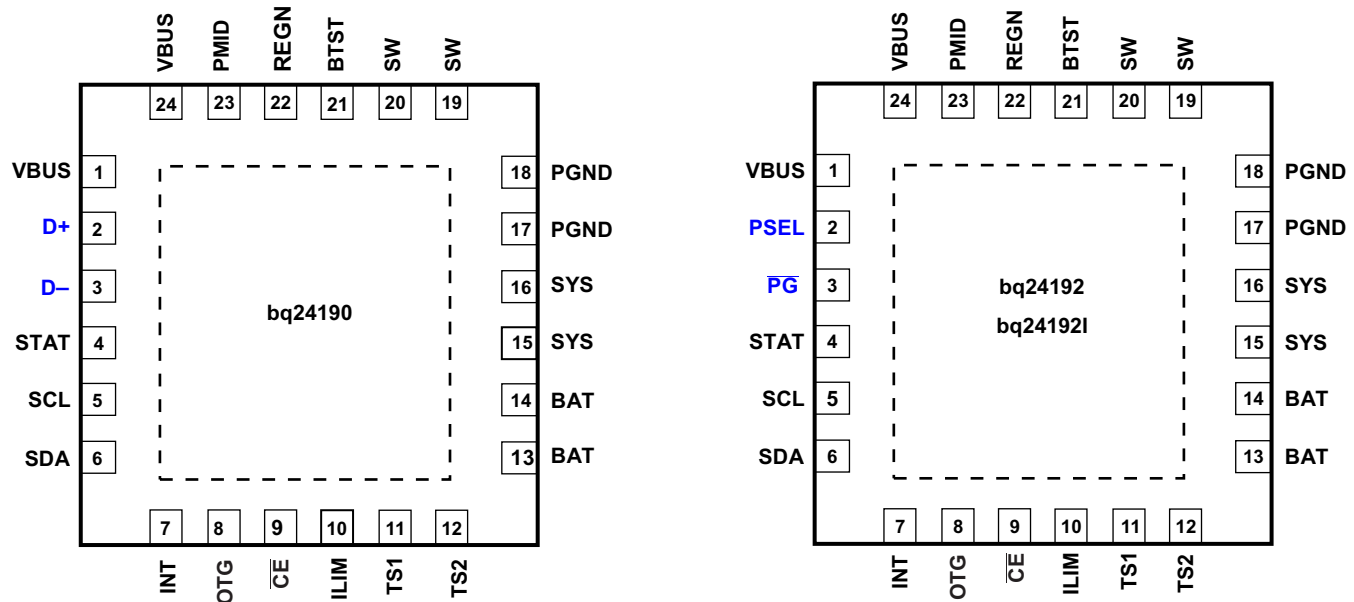 VBUS PMID REGN BTST SW SW
24 23 22 21 20 19
VBUS 1
D+ 2
D– 3
STAT 4
SCL 5
SDA 6
bq24190
18 PGND
17 PGND
16 SYS
15 SYS
14 BAT
13 BAT
7 8 9 10 11 12
INT OTG C̅E̅ ILIM TS1 TS2
VBUS PMID REGN BTST SW SW
24 23 22 21 20 19
VBUS 1
PSEL 2
P̅G̅ 3
STAT 4
SCL 5
SDA 6
bq24192
bq24192I
18 PGND
17 PGND
16 SYS
15 SYS
14 BAT
13 BAT
7 8 9 10 11 12
INT OTG C̅E̅ ILIM TS1 TS2